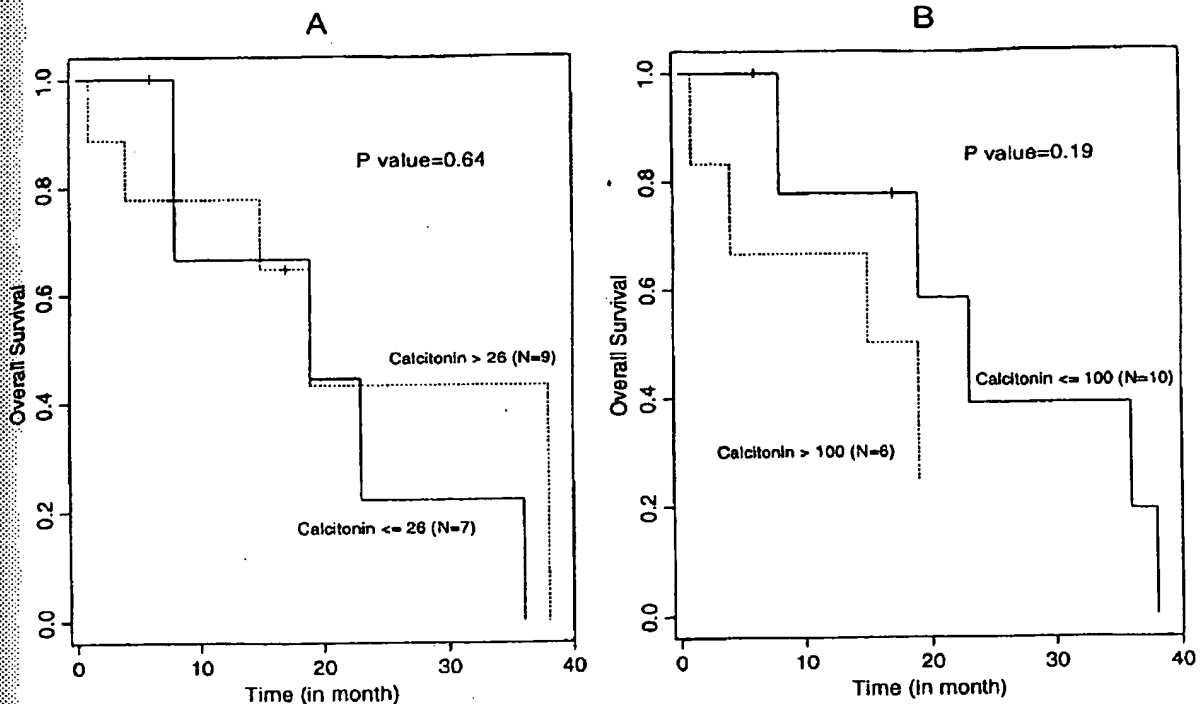 A
Overall Survival
1.0
0.8
0.6
0.4
0.2
0.0
P value=0.64
Calcitonin > 26 (N=9)
Calcitonin <= 26 (N=7)
0 10 20 30 40
Time (in month)
B
Overall Survival
1.0
0.8
0.6
0.4
0.2
0.0
P value=0.19
Calcitonin <= 100 (N=10)
Calcitonin > 100 (N=6)
0 10 20 30 40
Time (in month)